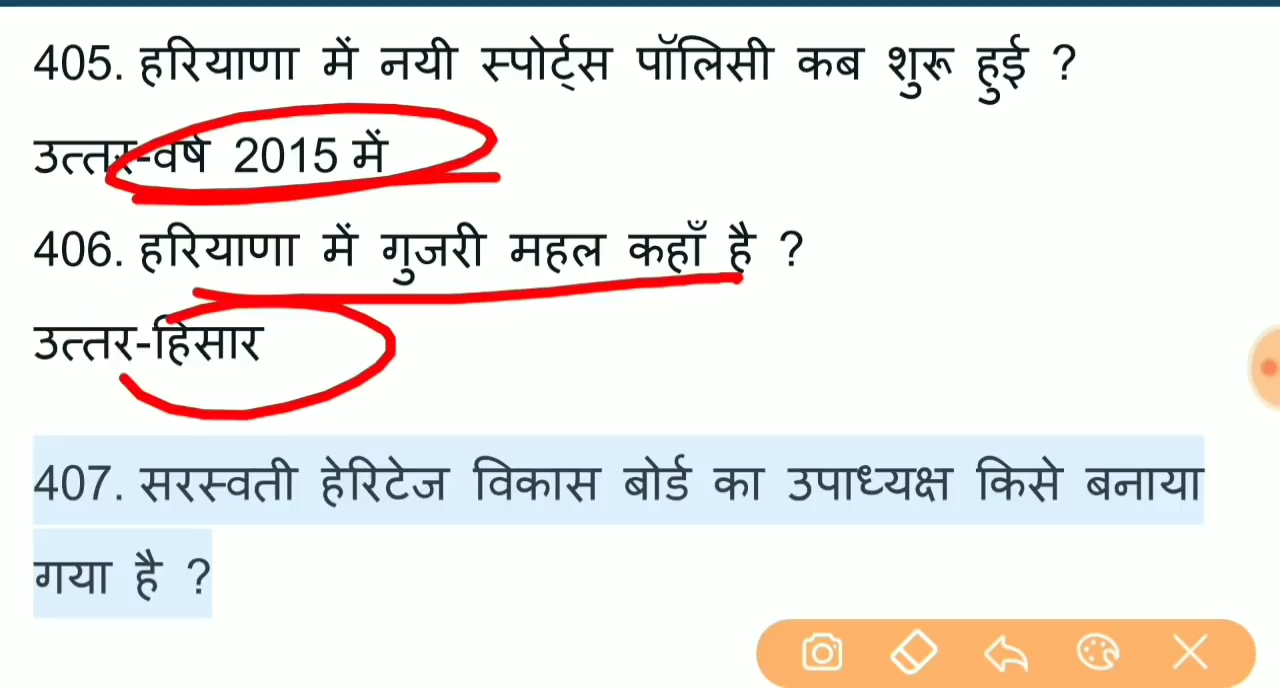 405. हरियाणा में नयी स्पोर्ट्स पॉलिसी कब शुरू हुई ?
उत्तर-वर्ष 2015 में
406. हरियाणा में गुजरी महल कहाँ है ?
उत्तर-हिसार
407. सरस्वती हेरिटेज विकास बोर्ड का उपाध्यक्ष किसे बनाया
गया है ?